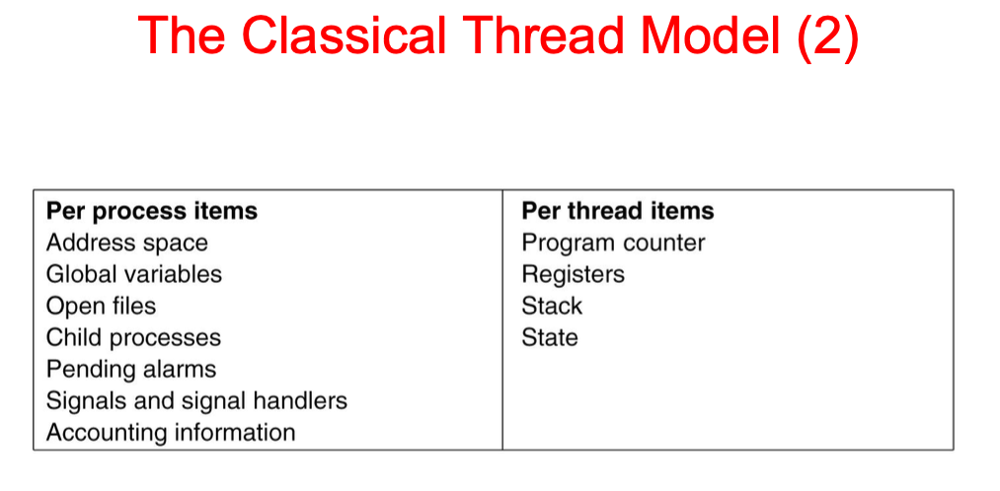 The Classical Thread Model (2)
Per process items
Address space
Global variables
Open files
Child processes
Pending alarms
Signals and signal handlers
Accounting information
Per thread items
Program counter
Registers
Stack
State